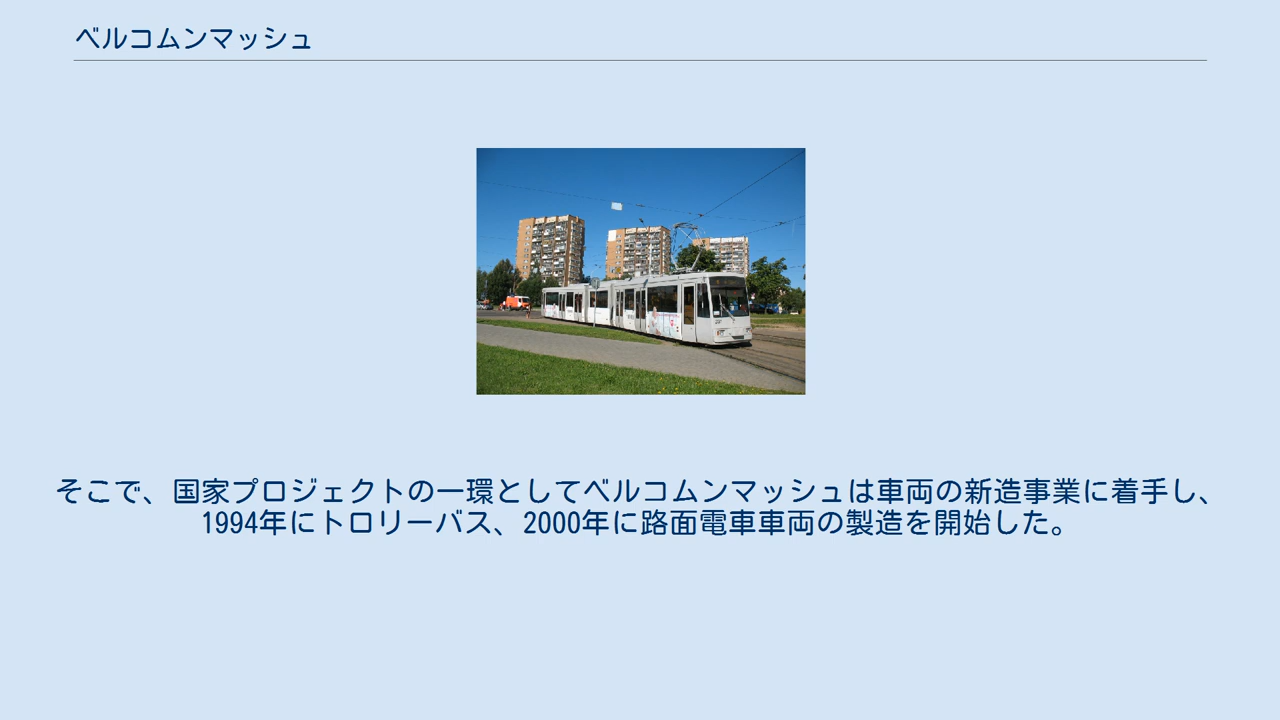 ベルコムンマッシュ
そこで、国家プロジェクトの一環としてベルコムンマッシュは車両の新造事業に着手し、
1994年にトロリーバス、2000年に路面電車車両の製造を開始した。